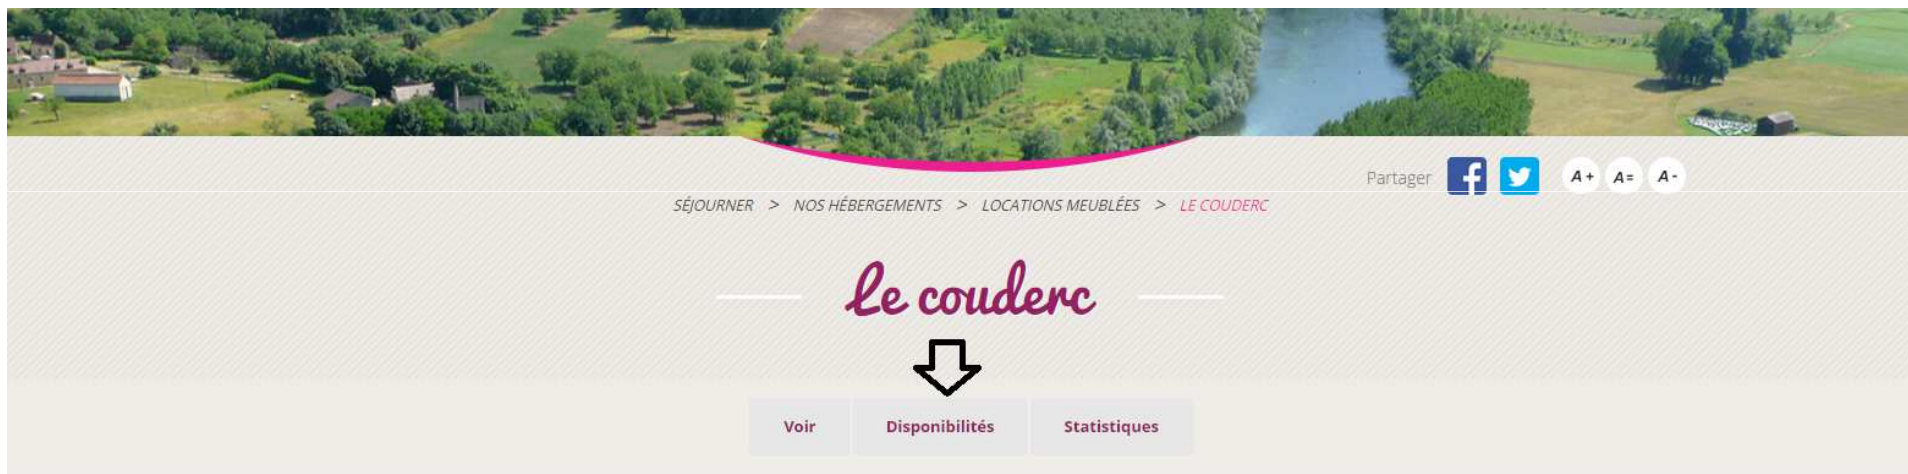 Partager A+ A= A-
SÉJOURNER > NOS HÉBERGEMENTS > LOCATIONS MEUBLÉES > LE COUDERC
Le couderc
Voir Disponibilités Statistiques